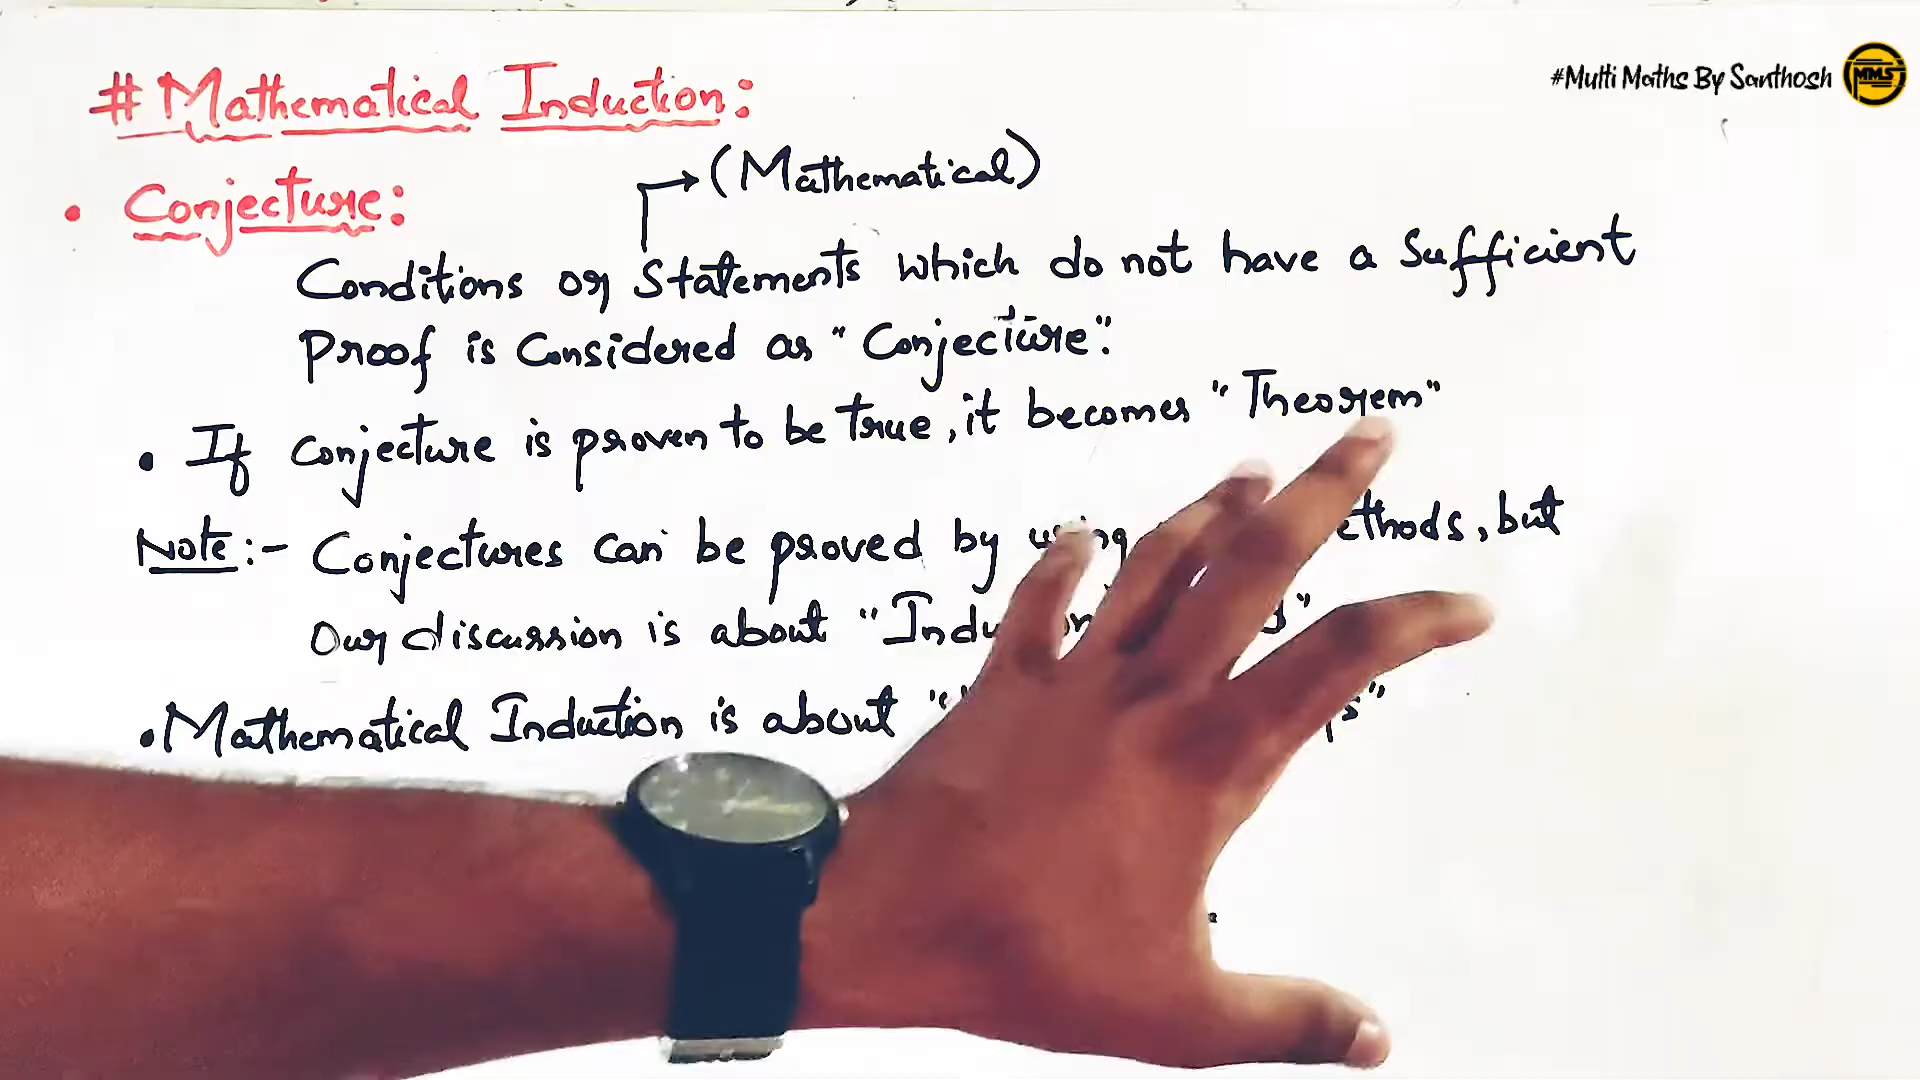 #Mathematical Induction:
#Multi Maths By Santhosh
MMS
• Conjecture:
→ (Mathematical)
Conditions or Statements which do not have a Sufficient
Proof is Considered as "Conjecture".
• If conjecture is proven to be true, it becomes "Theorem"
Note:- Conjectures can be proved by using ethods, but
Our discussion is about "Indu
• Mathematical Induction is about "